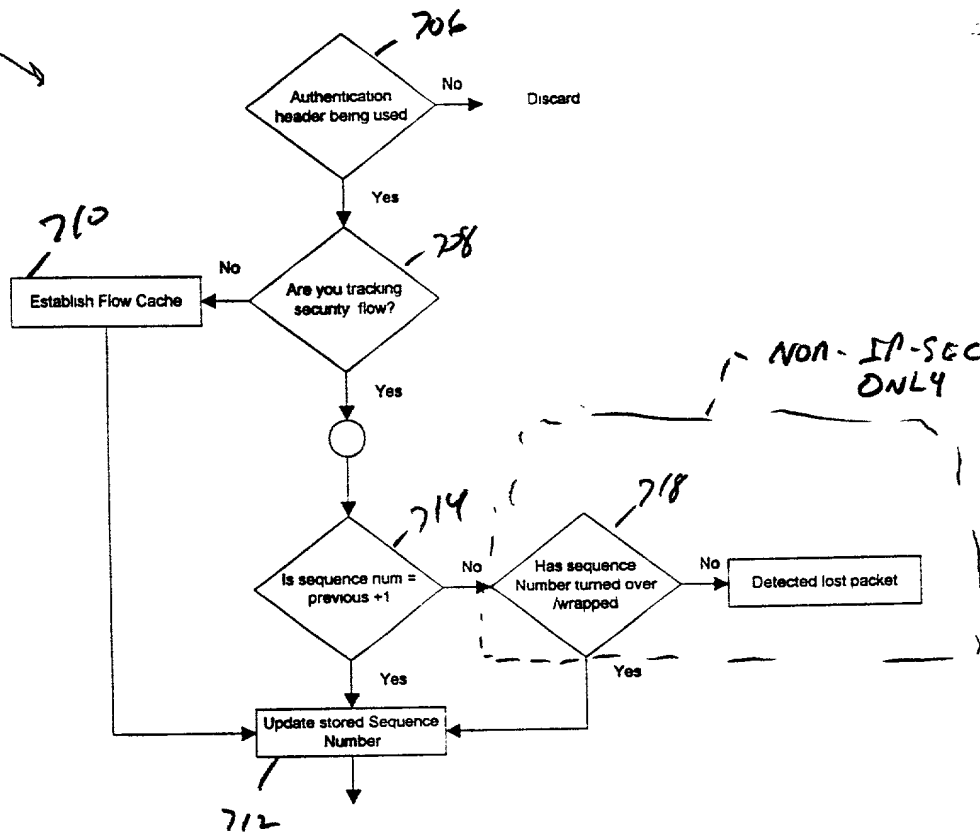 706
Authentication
header being used
No
Discard
Yes
710
708
No
Establish Flow Cache
Are you tracking
security flow?
Yes
NON-IP-SEC
ONLY
714
718
Is sequence num =
previous +1
No
Has sequence
Number turned over
/wrapped
No
Detected lost packet
Yes
Yes
Update stored Sequence
Number
712